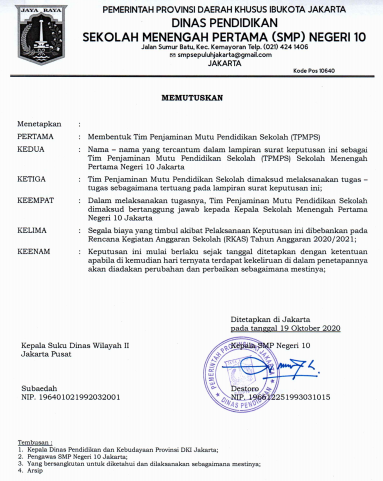 JAYA RAYA
PEMERINTAH PROVINSI DAERAH KHUSUS IBUKOTA JAKARTA
DINAS PENDIDIKAN
SEKOLAH MENENGAH PERTAMA (SMP) NEGERI 10
Jalan Sumur Batu, Kec. Kemayoran Telp. (021) 424 1406
smpsepuluhjakarta@gmail.com
JAKARTA
Kode Pos 10640
MEMUTUSKAN
Menetapkan :
PERTAMA : Membentuk Tim Penjaminan Mutu Pendidikan Sekolah (TPMPS)
KEDUA : Nama – nama yang tercantum dalam lampiran surat keputusan ini sebagai
Tim Penjaminan Mutu Pendidikan Sekolah (TPMPS) Sekolah Menengah
Pertama Negeri 10 Jakarta
KETIGA : Tim Penjaminan Mutu Pendidikan Sekolah dimaksud melaksanakan tugas –
tugas sebagaimana tertuang pada lampiran surat keputusan ini;
KEEMPAT : Dalam melaksanakan tugasnya, Tim Penjaminan Mutu Pendidikan Sekolah
dimaksud bertanggung jawab kepada Kepala Sekolah Menengah Pertama
Negeri 10 Jakarta
KELIMA : Segala biaya yang timbul akibat Pelaksanaan Keputusan ini dibebankan pada
Rencana Kegiatan Anggaran Sekolah (RKAS) Tahun Anggaran 2020/2021;
KEENAM : Keputusan ini mulai berlaku sejak tanggal ditetapkan dengan ketentuan
apabila di kemudian hari ternyata terdapat kekeliruan di dalam penetapannya
akan diadakan perubahan dan perbaikan sebagaimana mestinya;
Ditetapkan di Jakarta
pada tanggal 19 Oktober 2020
Kepala Suku Dinas Wilayah II
Jakarta Pusat
Kepala SMP Negeri 10
Subaedah
NIP. 196401021992032001
Destoro
NIP. 196612251993031015
DINAS PENDIDIKAN
Tembusan :
1. Kepala Dinas Pendidikan dan Kebudayaan Provinsi DKI Jakarta;
2. Pengawas SMP Negeri 10 Jakarta;
3. Yang bersangkutan untuk diketahui dan dilaksanakan sebagaimana mestinya;
4. Arsip